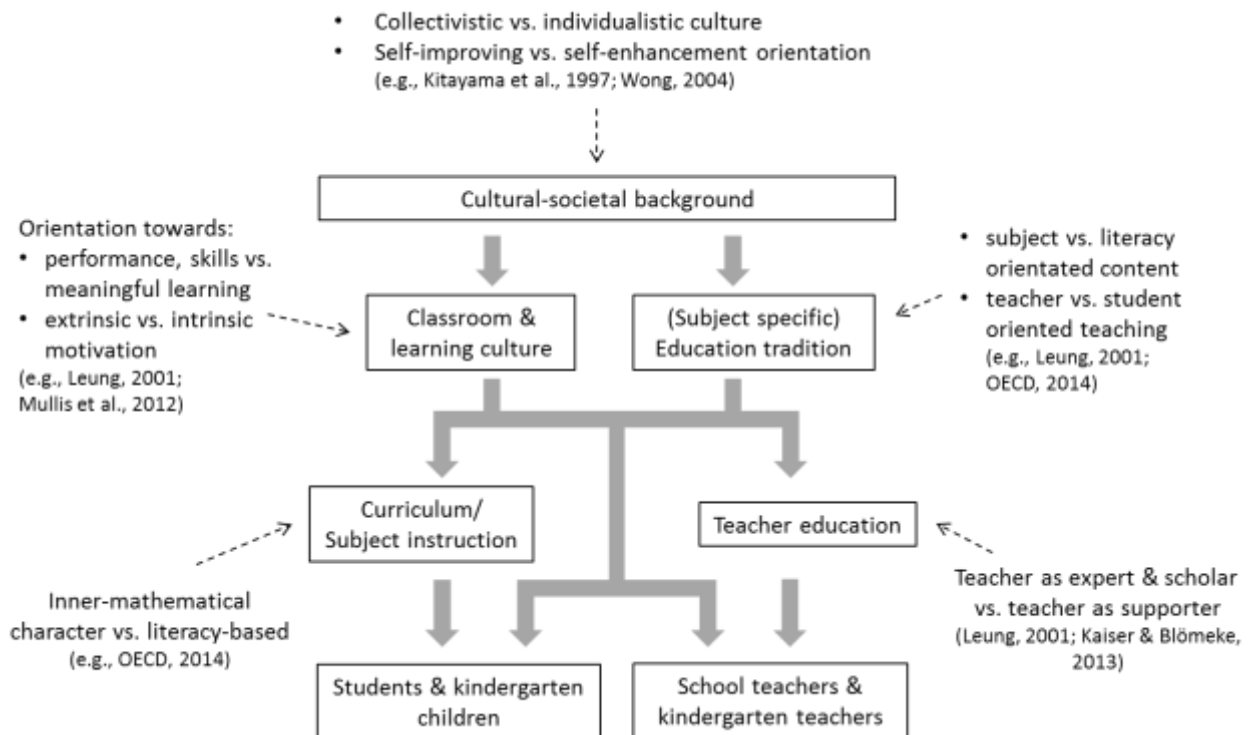 • Collectivistic vs. individualistic culture
• Self-improving vs. self-enhancement orientation
(e.g., Kitayama et al., 1997; Wong, 2004)
Cultural-societal background
Orientation towards:
• performance, skills vs.
meaningful learning
• extrinsic vs. intrinsic
motivation
(e.g., Leung, 2001;
Mullis et al., 2012)
Classroom &
learning culture
(Subject specific)
Education tradition
• subject vs. literacy
orientated content
• teacher vs. student
oriented teaching
(e.g., Leung, 2001;
OECD, 2014)
Curriculum/
Subject instruction
Teacher education
Inner-mathematical
character vs. literacy-based
(e.g., OECD, 2014)
Teacher as expert & scholar
vs. teacher as supporter
(Leung, 2001; Kaiser & Blömeke,
2013)
Students & kindergarten
children
School teachers &
kindergarten teachers